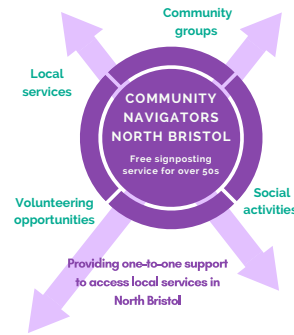 Community
groups
Local
services
COMMUNITY
NAVIGATORS
NORTH BRISTOL
Free signposting
service for over 50s
Volunteering
opportunities
Social
activities
Providing one-to-one support
to access local services in
North Bristol